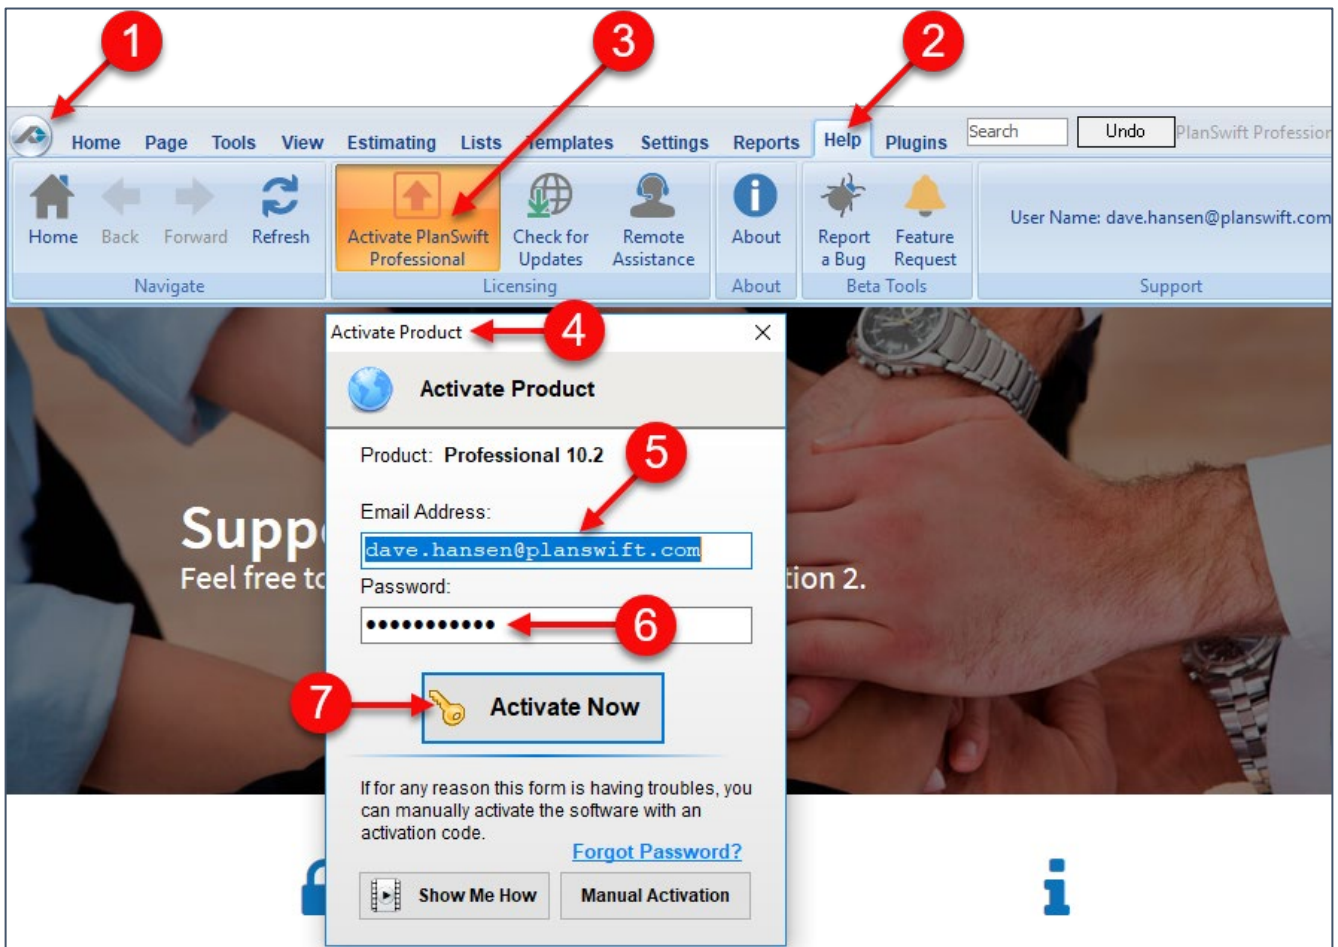 1
3
2
Home Page Tools View Estimating Lists Templates Settings Reports Help Plugins Search Undo PlanSwift Profession
Home Back Forward Refresh Activate PlanSwift Professional Check for Updates Remote Assistance About Report a Bug Feature Request User Name: dave.hansen@planswift.com
Navigate Licensing About Beta Tools Support
Activate Product 4
Activate Product
Product: Professional 10.2 5
Email Address:
Supp
dave.hansen@planswift.com
Feel free to
tion 2.
Password:
••••••••••• 6
7 Activate Now
If for any reason this form is having troubles, you
can manually activate the software with an
activation code.
Forgot Password?
Show Me How Manual Activation